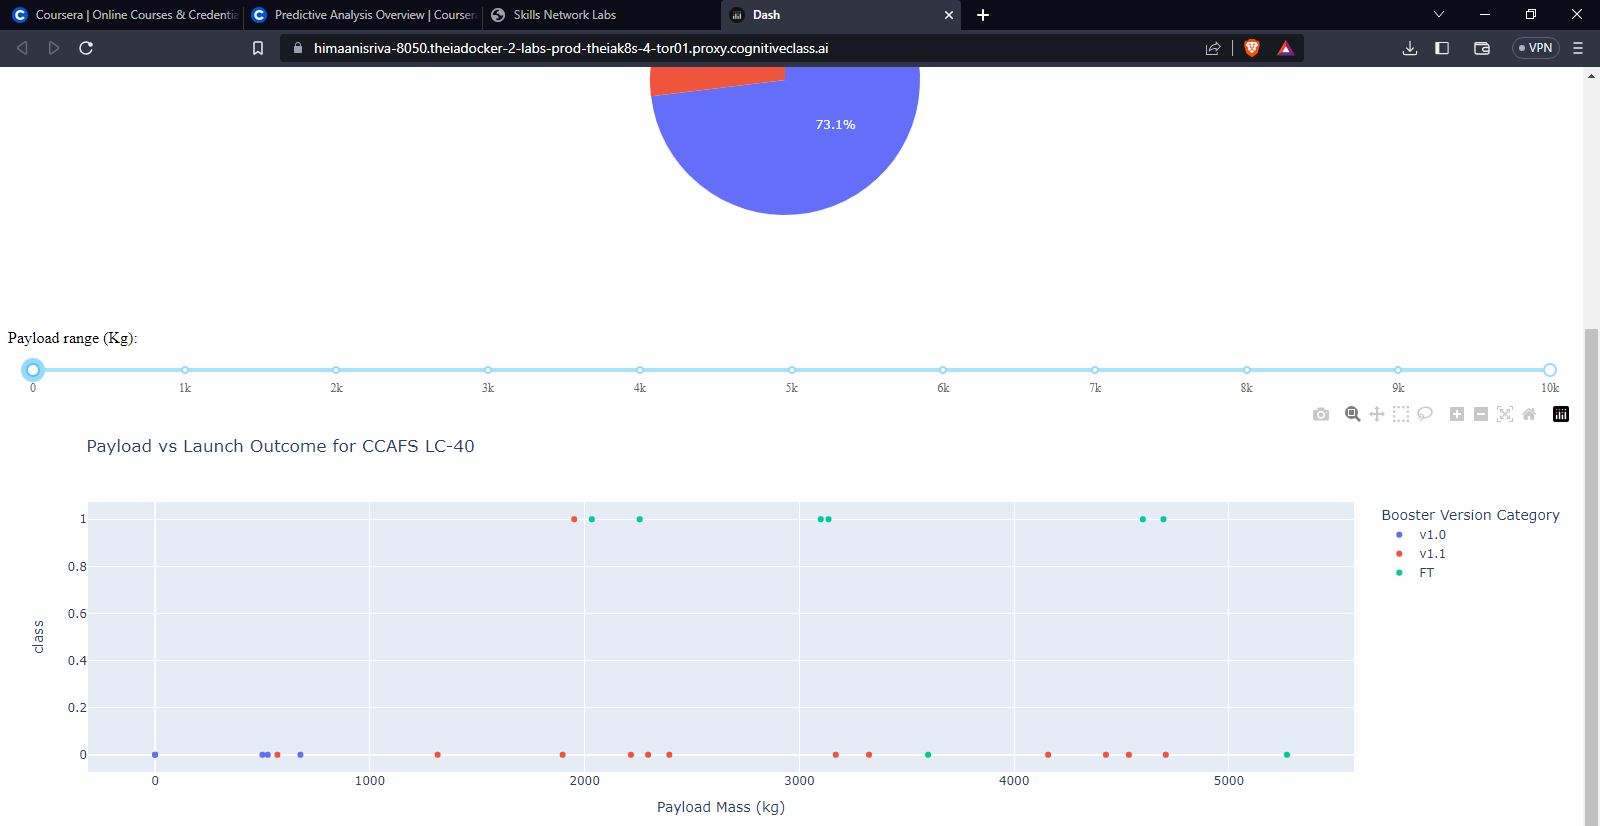 Coursera | Online Courses & Credentia
Predictive Analysis Overview | Courser
Skills Network Labs
Dash
himaanisriva-8050.theiadocker-2-labs-prod-theiak8s-4-tor01.proxy.cognitiveclass.ai
VPN
73.1%
Payload range (Kg):
0 1k 2k 3k 4k 5k 6k 7k 8k 9k 10k
Payload vs Launch Outcome for CCAFS LC-40
Booster Version Category
v1.0
v1.1
FT
1
0.8
0.6
0.4
0.2
0
class
0 1000 2000 3000 4000 5000
Payload Mass (kg)